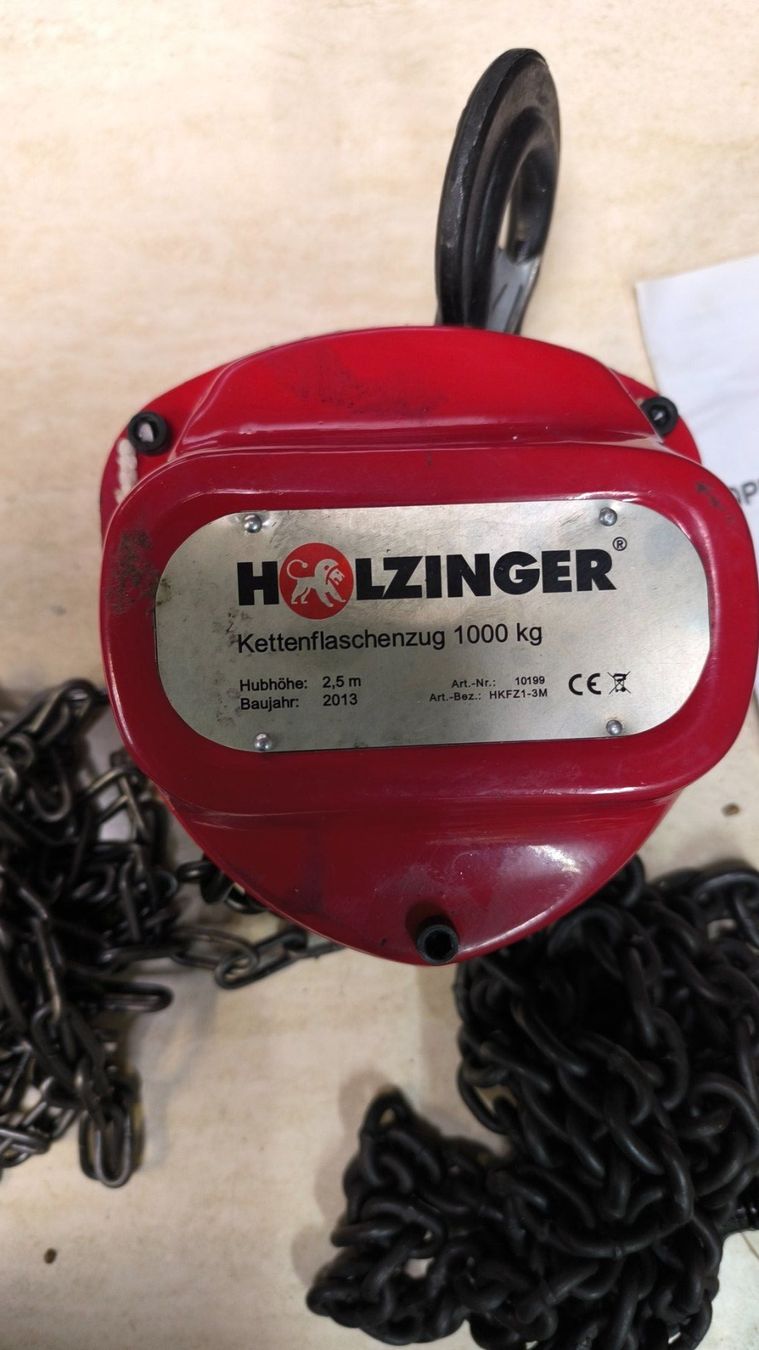 HOLZINGER®
Kettenflaschenzug 1000 kg
Hubhöhe: 2,5 m
Baujahr: 2013
Art.-Nr.: 10199
Art.-Bez.: HKFZ1-3M
CE